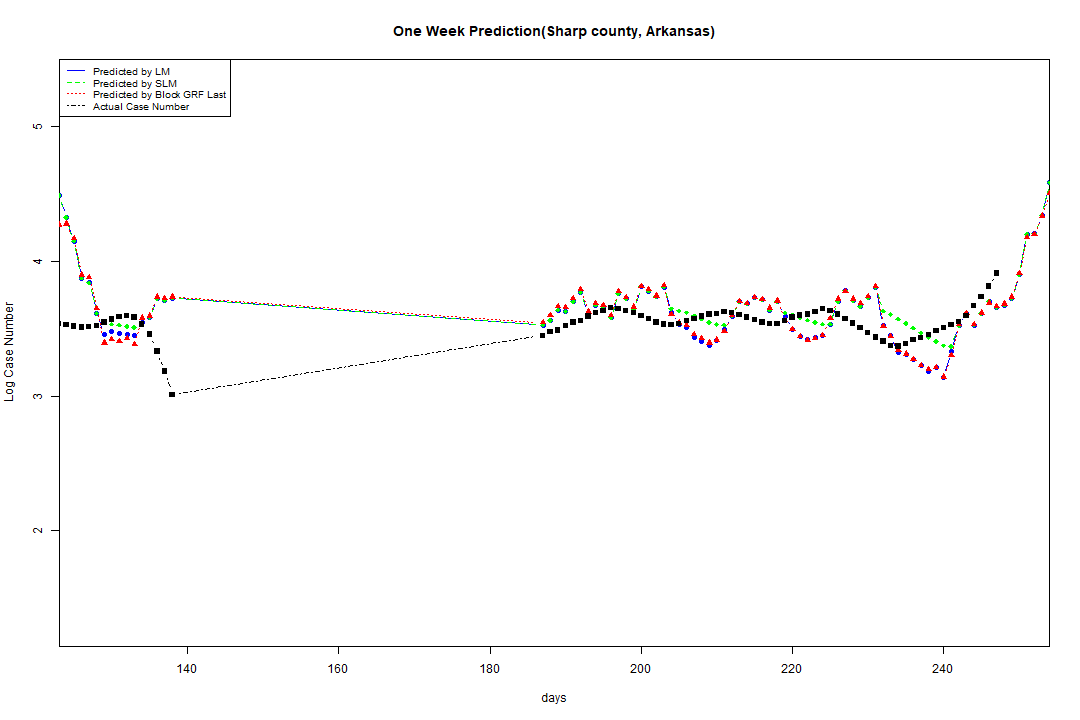 One Week Prediction(Sharp county, Arkansas)
Predicted by LM
Predicted by SLM
Predicted by Block GRF Last
Actual Case Number
5
4
3
2
Log Case Number
140 160 180 200 220 240
days